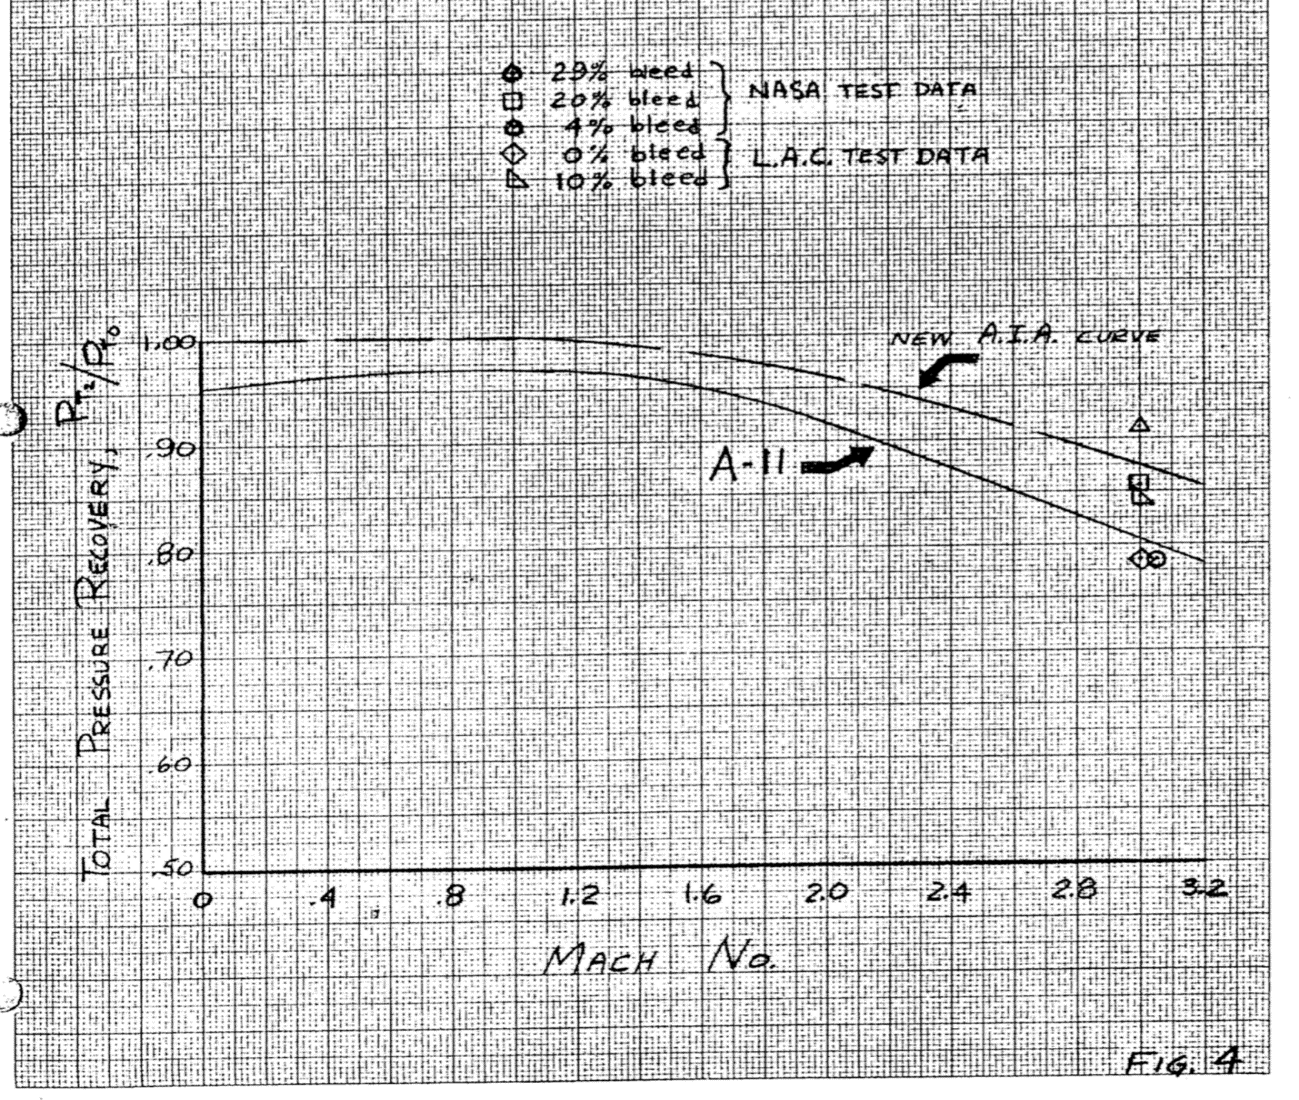 29% bleed
20% bleed
NASA TEST DATA
4% bleed
0% bleed
L.A.C. TEST DATA
10% bleed
NEW A.I.A. CURVE
A-11
TOTAL PRESSURE RECOVERY, PT2/PT0
1.00
.90
.80
.70
.60
.50
0 .4 .8 1.2 1.6 2.0 2.4 2.8 3.2
MACH NO.
FIG. 4